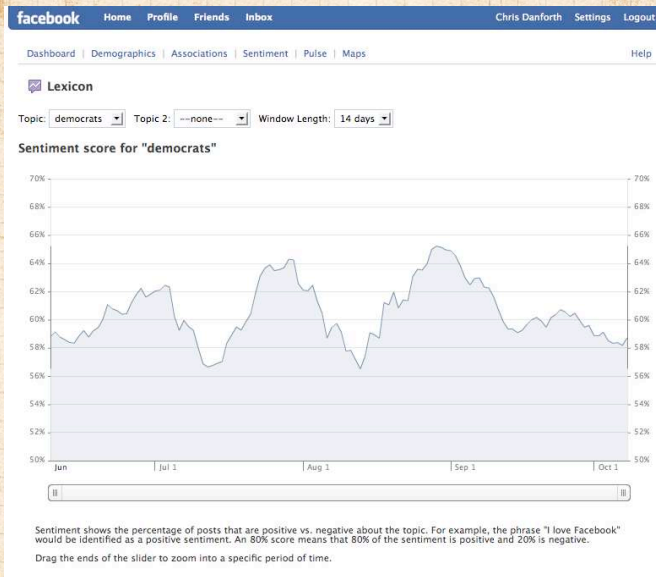 facebook Home Profile Friends Inbox Chris Danforth Settings Logout
Dashboard | Demographics | Associations | Sentiment | Pulse | Maps Help
Lexicon
Topic: democrats Topic 2: --none-- Window Length: 14 days
Sentiment score for "democrats"
70% 70%
68% 68%
66% 66%
64% 64%
62% 62%
60% 60%
58% 58%
56% 56%
54% 54%
52% 52%
50% 50%
Jun Jul 1 Aug 1 Sep 1 Oct 1
Sentiment shows the percentage of posts that are positive vs. negative about the topic. For example, the phrase "I love Facebook"
would be identified as a positive sentiment. An 80% score means that 80% of the sentiment is positive and 20% is negative.
Drag the ends of the slider to zoom into a specific period of time.